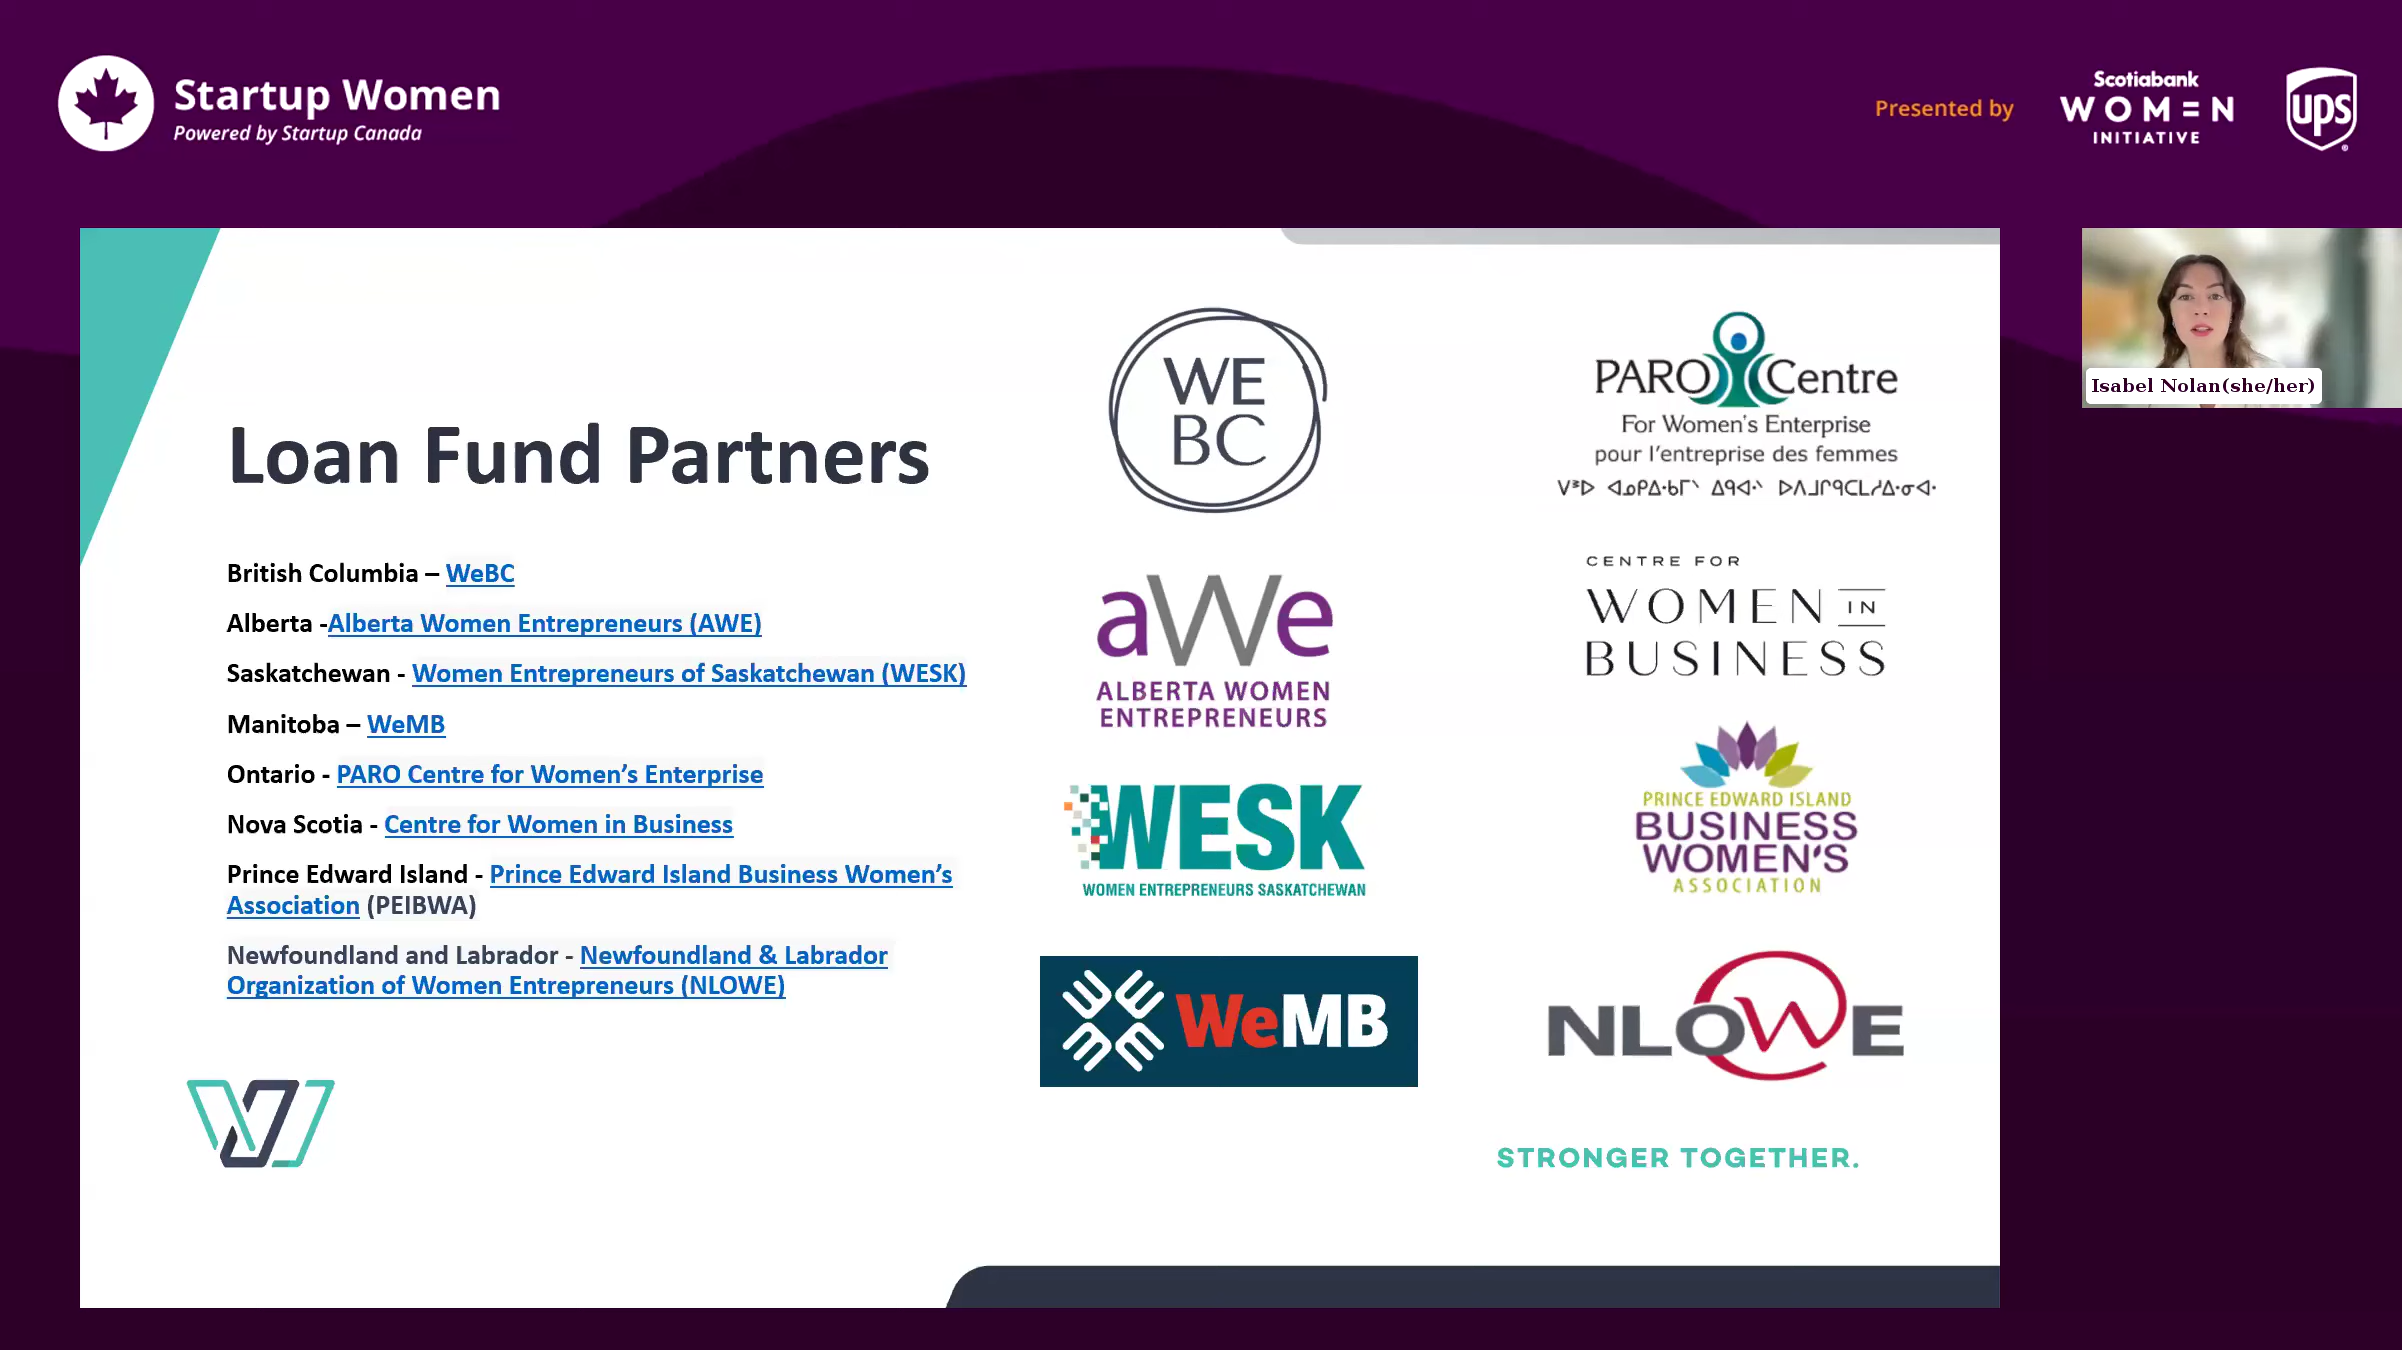 Startup Women
Powered by Startup Canada
Presented by
Scotiabank
WOMEN
INITIATIVE
ups
Isabel Nolan(she/her)
Loan Fund Partners
British Columbia – WeBC
Alberta -Alberta Women Entrepreneurs (AWE)
Saskatchewan - Women Entrepreneurs of Saskatchewan (WESK)
Manitoba – WeMB
Ontario - PARO Centre for Women’s Enterprise
Nova Scotia - Centre for Women in Business
Prince Edward Island - Prince Edward Island Business Women’s
Association (PEIBWA)
Newfoundland and Labrador - Newfoundland & Labrador
Organization of Women Entrepreneurs (NLOWE)
WE
BC
PARO Centre
For Women's Enterprise
pour l'entreprise des femmes
aWe
ALBERTA WOMEN
ENTREPRENEURS
CENTRE FOR
WOMEN IN
BUSINESS
WESK
WOMEN ENTREPRENEURS SASKATCHEWAN
PRINCE EDWARD ISLAND
BUSINESS
WOMEN'S
ASSOCIATION
WeMB
NLOWE
STRONGER TOGETHER.